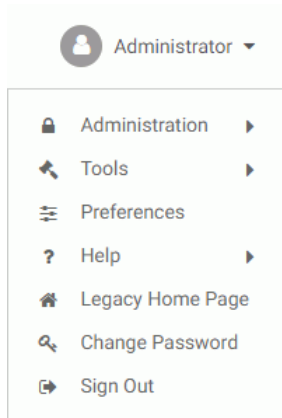 Administrator
Administration
Tools
Preferences
Help
Legacy Home Page
Change Password
Sign Out